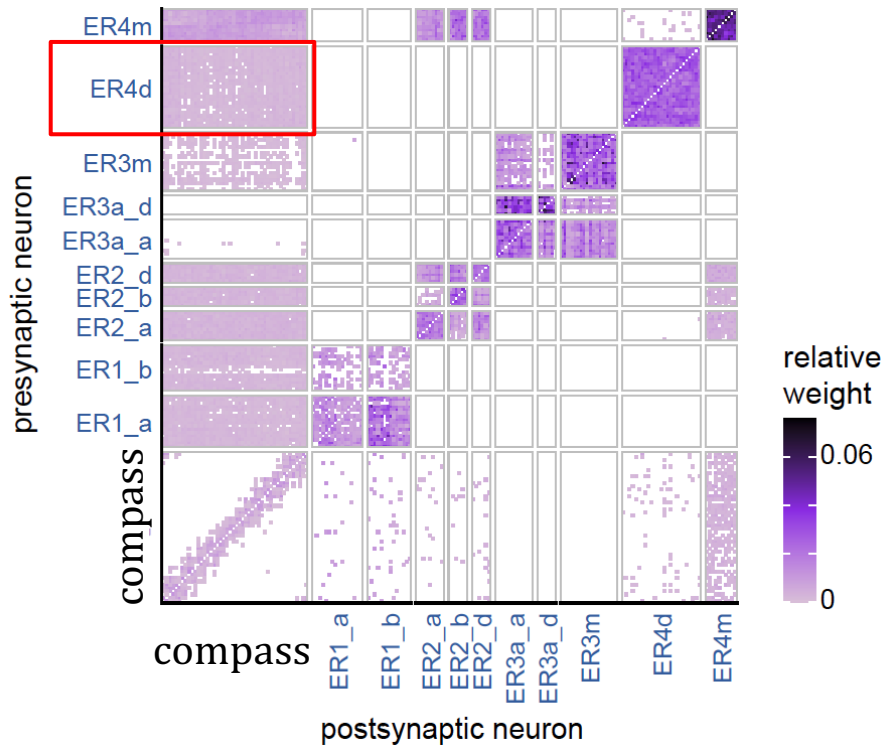 ER4m
ER4d
ER3m
ER3a_d
ER3a_a
ER2_d
ER2_b
ER2_a
ER1_b
ER1_a
compass
presynaptic neuron
relative
weight
0.06
0
compass
ER1_a
ER1_b
ER2_a
ER2_b
ER2_d
ER3a_a
ER3a_d
ER3m
ER4d
ER4m
postsynaptic neuron